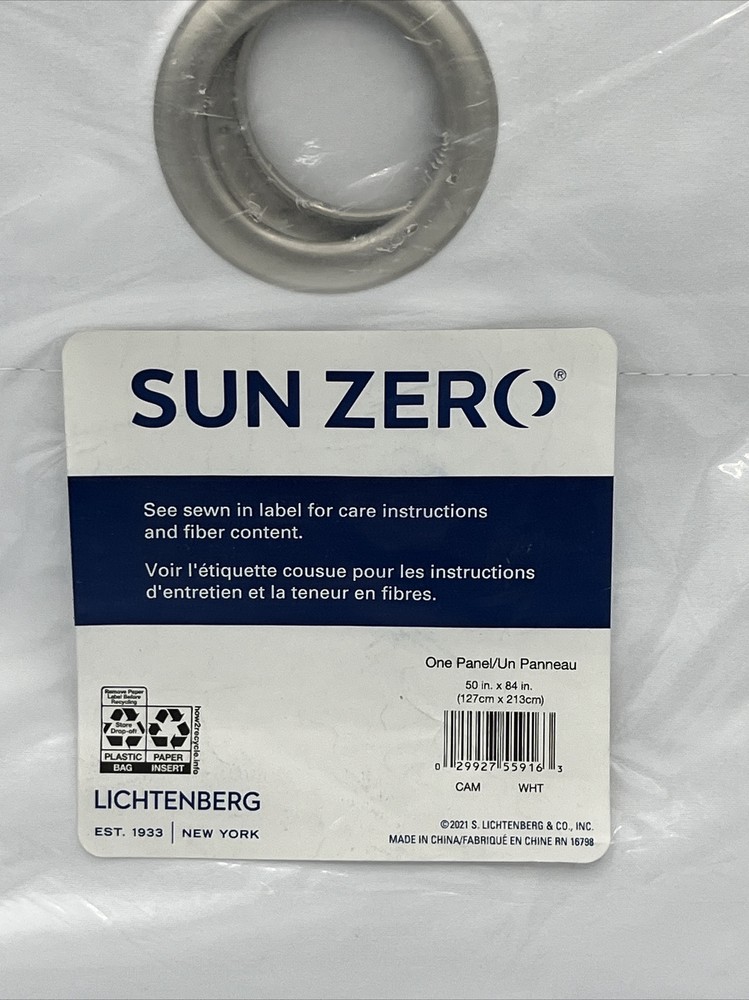 SUN ZERO®
See sewn in label for care instructions
and fiber content.
Voir l'étiquette cousue pour les instructions
d'entretien et la teneur en fibres.
One Panel/Un Panneau
50 in. x 84 in.
(127cm x 213cm)
0 29927 55916 3
CAM WHT
Remove Paper
Label Before
Recycling
Store
Drop-off
PLASTIC PAPER
BAG INSERT
how2recycle.info
LICHTENBERG
EST. 1933 | NEW YORK
©2021 S. LICHTENBERG & CO., INC.
MADE IN CHINA/FABRIQUÉ EN CHINE RN 16798